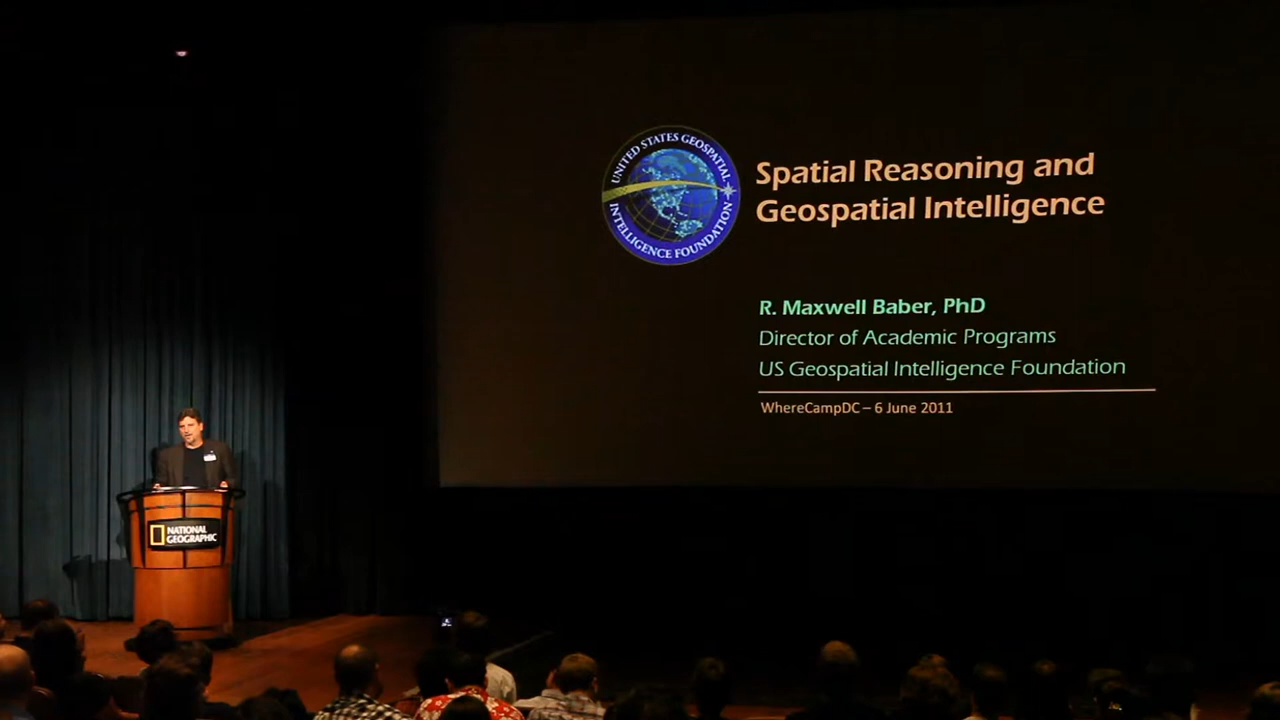 UNITED STATES GEOSPATIAL
INTELLIGENCE FOUNDATION
Spatial Reasoning and
Geospatial Intelligence
R. Maxwell Baber, PhD
Director of Academic Programs
US Geospatial Intelligence Foundation
WhereCampDC – 6 June 2011
NATIONAL
GEOGRAPHIC